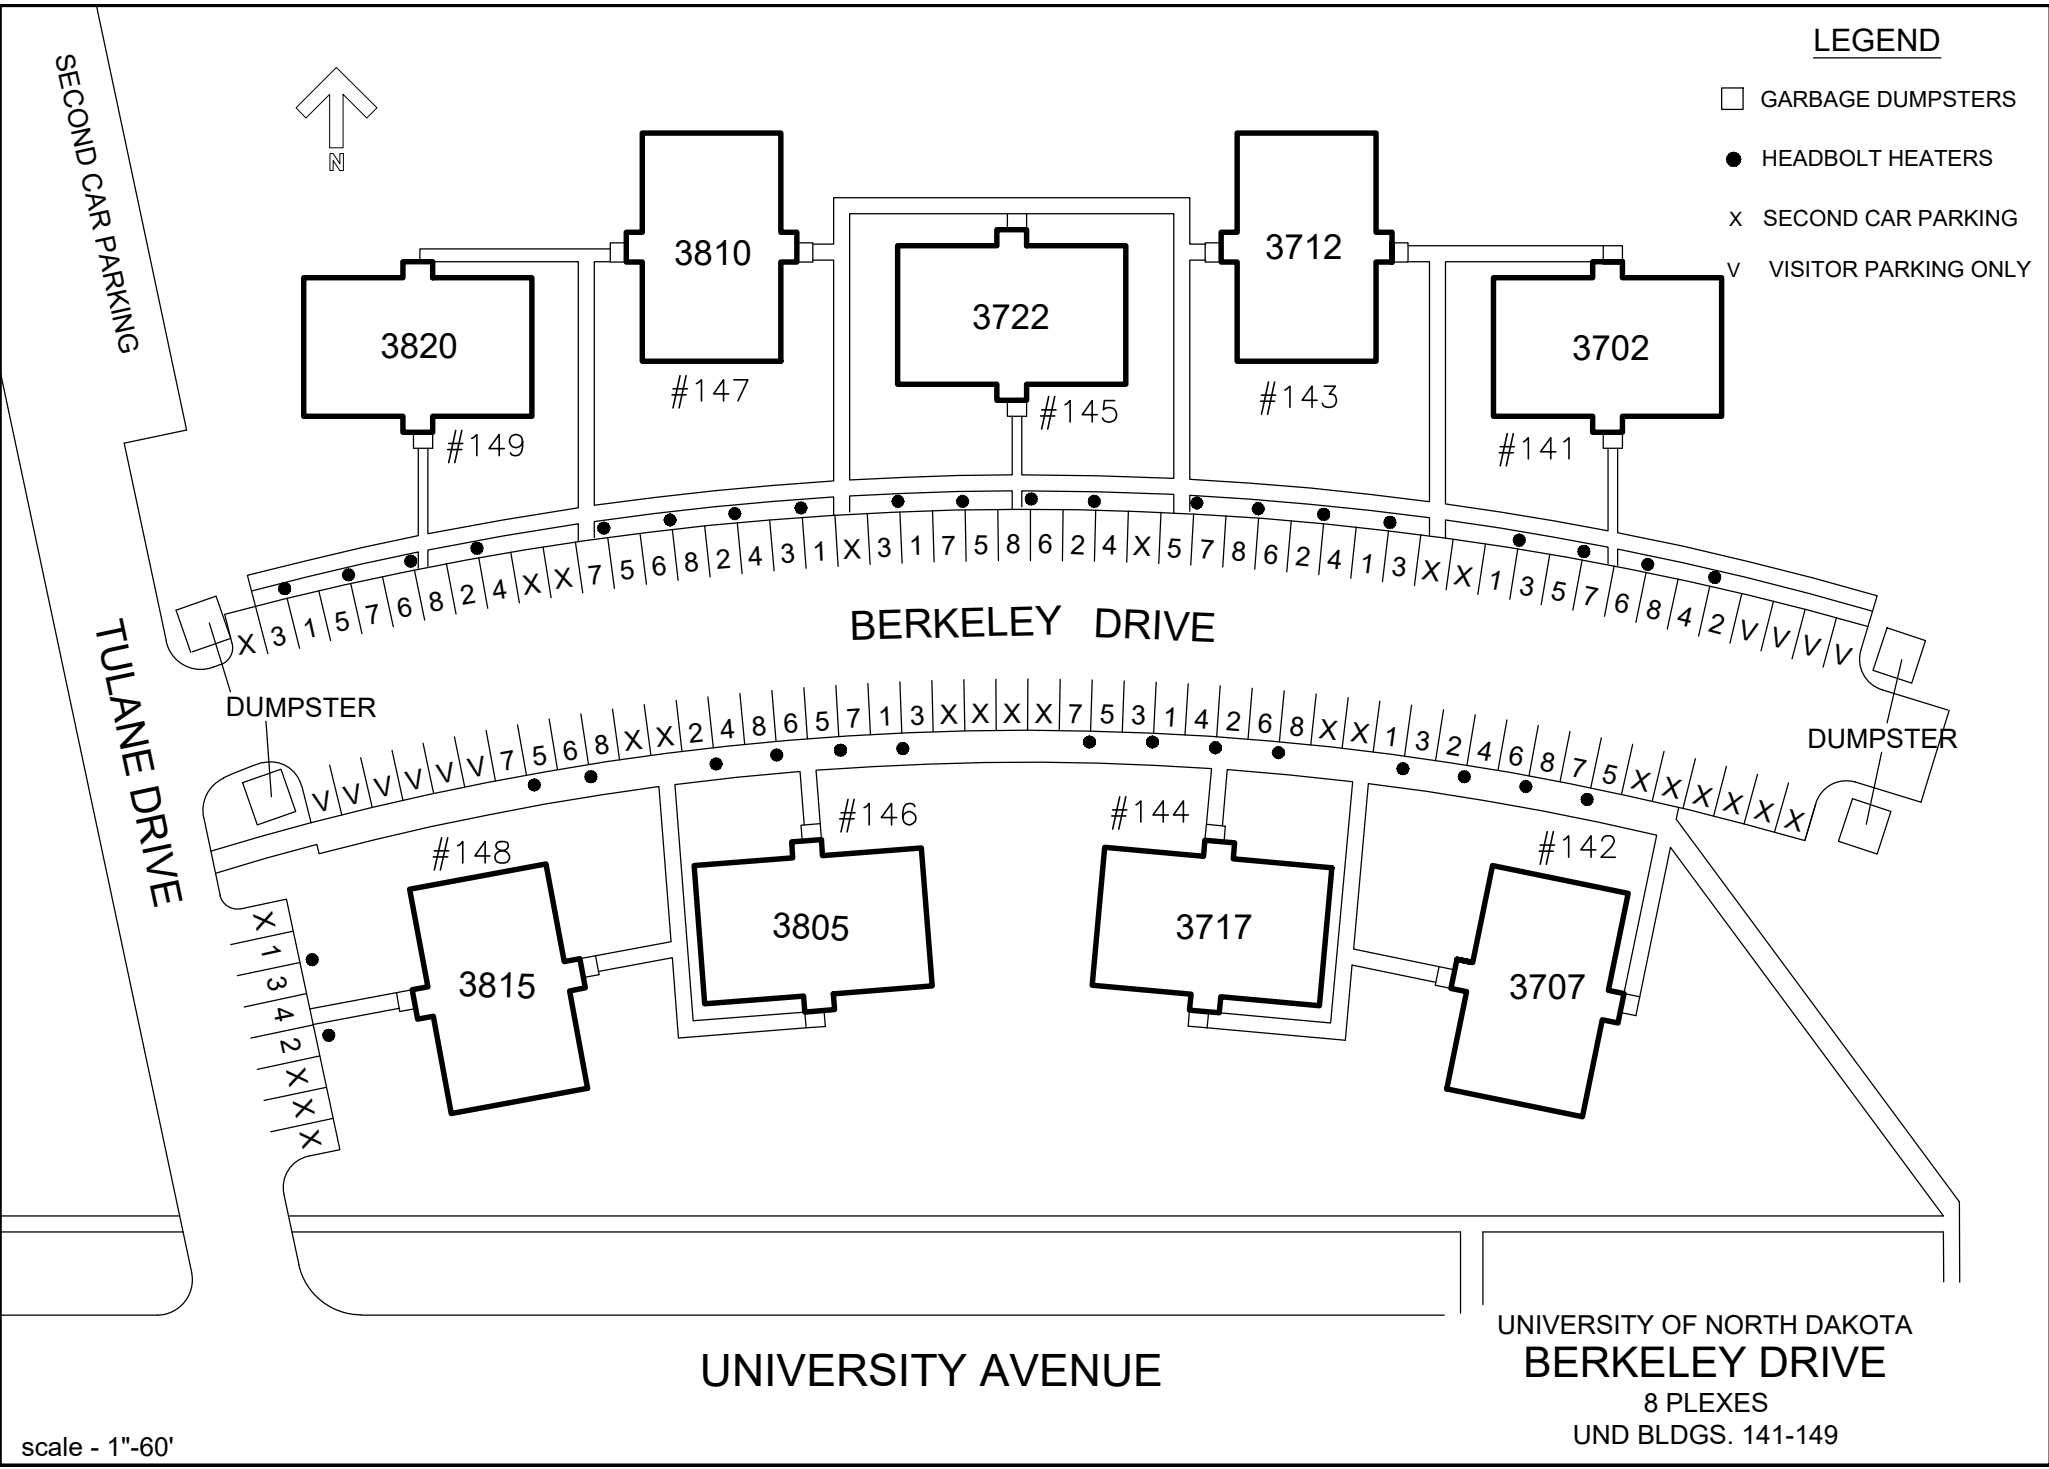 LEGEND
GARBAGE DUMPSTERS
HEADBOLT HEATERS
X SECOND CAR PARKING
V VISITOR PARKING ONLY
SECOND CAR PARKING
N
3810
3712
3722
3820
3702
#147
#143
#145
#149
#141
X 3 1 5 7 6 8 2 4 X X 7 5 6 8 2 4 3 1 X 3 1 7 5 8 6 2 4 X 5 7 8 6 2 4 1 3 X X 1 3 5 7 6 8 4 2 V V V V
BERKELEY DRIVE
TULANE DRIVE
DUMPSTER
DUMPSTER
V V V V V V 7 5 6 8 X X 2 4 8 6 5 7 1 3 X X X X 7 5 3 1 4 2 6 8 X X 1 3 2 4 6 8 7 5 X X X X X X
#148
#146
#144
#142
3815
3805
3717
3707
X 1 3 4 2 X X X
UNIVERSITY AVENUE
UNIVERSITY OF NORTH DAKOTA
BERKELEY DRIVE
8 PLEXES
UND BLDGS. 141-149
scale - 1"-60'